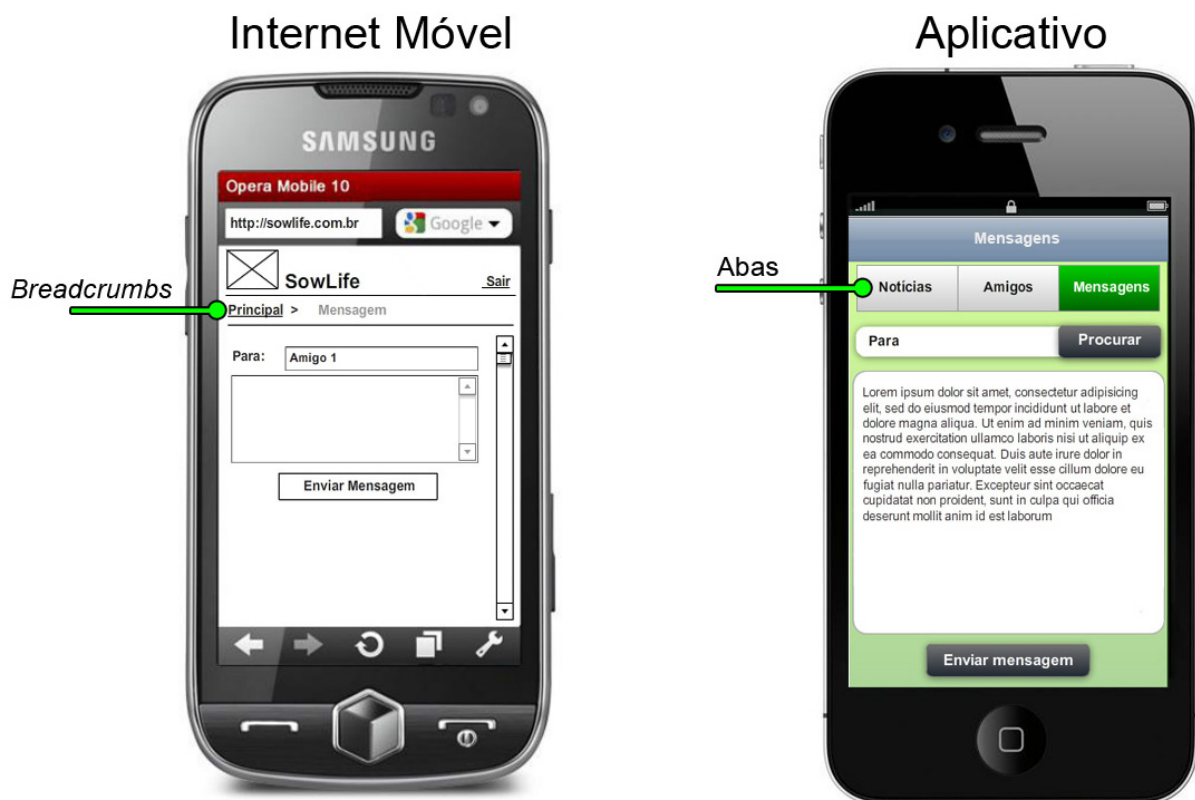 Internet Móvel
Aplicativo
SAMSUNG
Opera Mobile 10
http://sowlife.com.br
Google
SowLife
Sair
Breadcrumbs
Principal > Mensagem
Para:
Amigo 1
Enviar Mensagem
Mensagens
Abas
Notícias
Amigos
Mensagens
Para
Procurar
Lorem ipsum dolor sit amet, consectetur adipisicing
elit, sed do eiusmod tempor incididunt ut labore et
dolore magna aliqua. Ut enim ad minim veniam, quis
nostrud exercitation ullamco laboris nisi ut aliquip ex
ea commodo consequat. Duis aute irure dolor in
reprehenderit in voluptate velit esse cillum dolore eu
fugiat nulla pariatur. Excepteur sint occaecat
cupidatat non proident, sunt in culpa qui officia
deserunt mollit anim id est laborum
Enviar mensagem